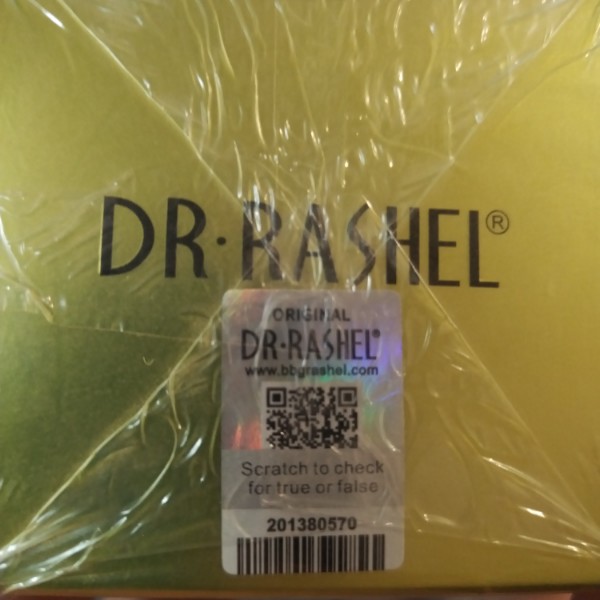 DR·RASHEL®
ORIGINAL
DR·RASHEL®
www.bbgrashel.com
Scratch to check
for true or false
201380570